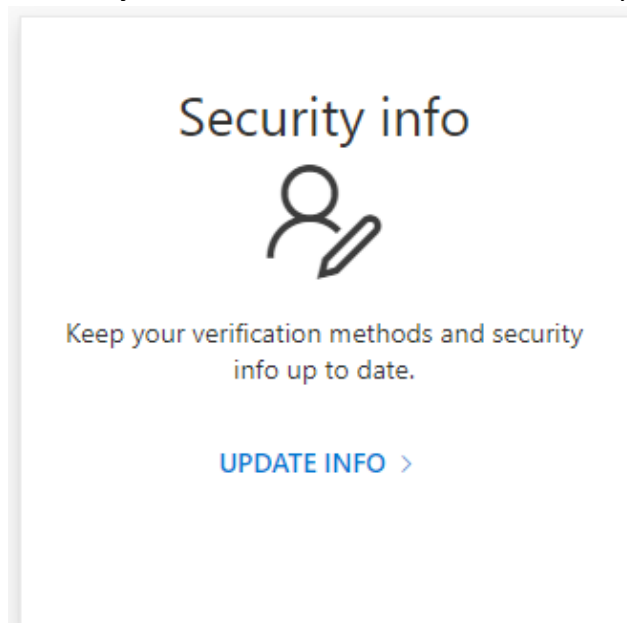 Security info
Keep your verification methods and security
info up to date.
UPDATE INFO >